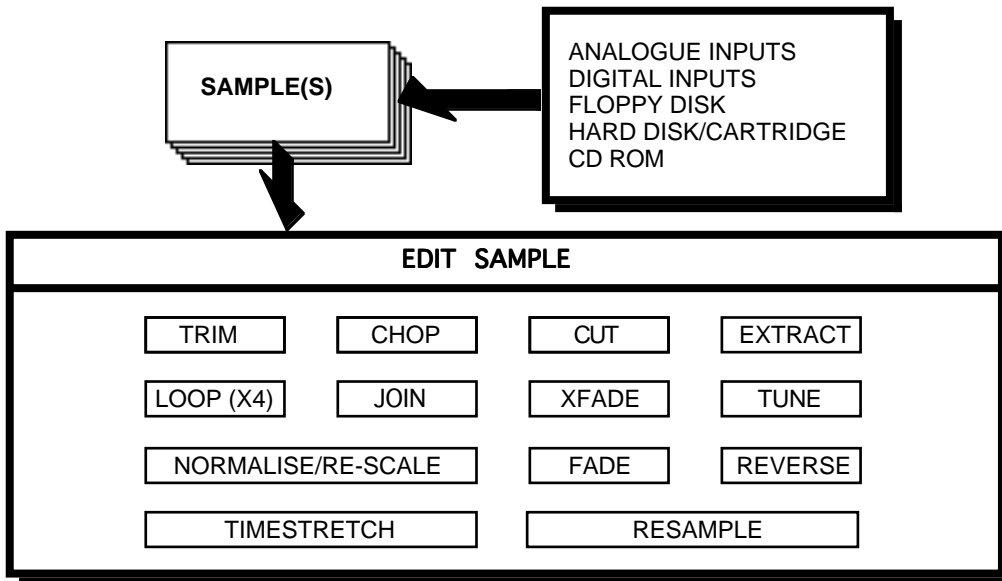 SAMPLE(S)
ANALOGUE INPUTS
DIGITAL INPUTS
FLOPPY DISK
HARD DISK/CARTRIDGE
CD ROM
EDIT SAMPLE
TRIM CHOP CUT EXTRACT
LOOP (X4) JOIN XFADE TUNE
NORMALISE/RE-SCALE FADE REVERSE
TIMESTRETCH RESAMPLE